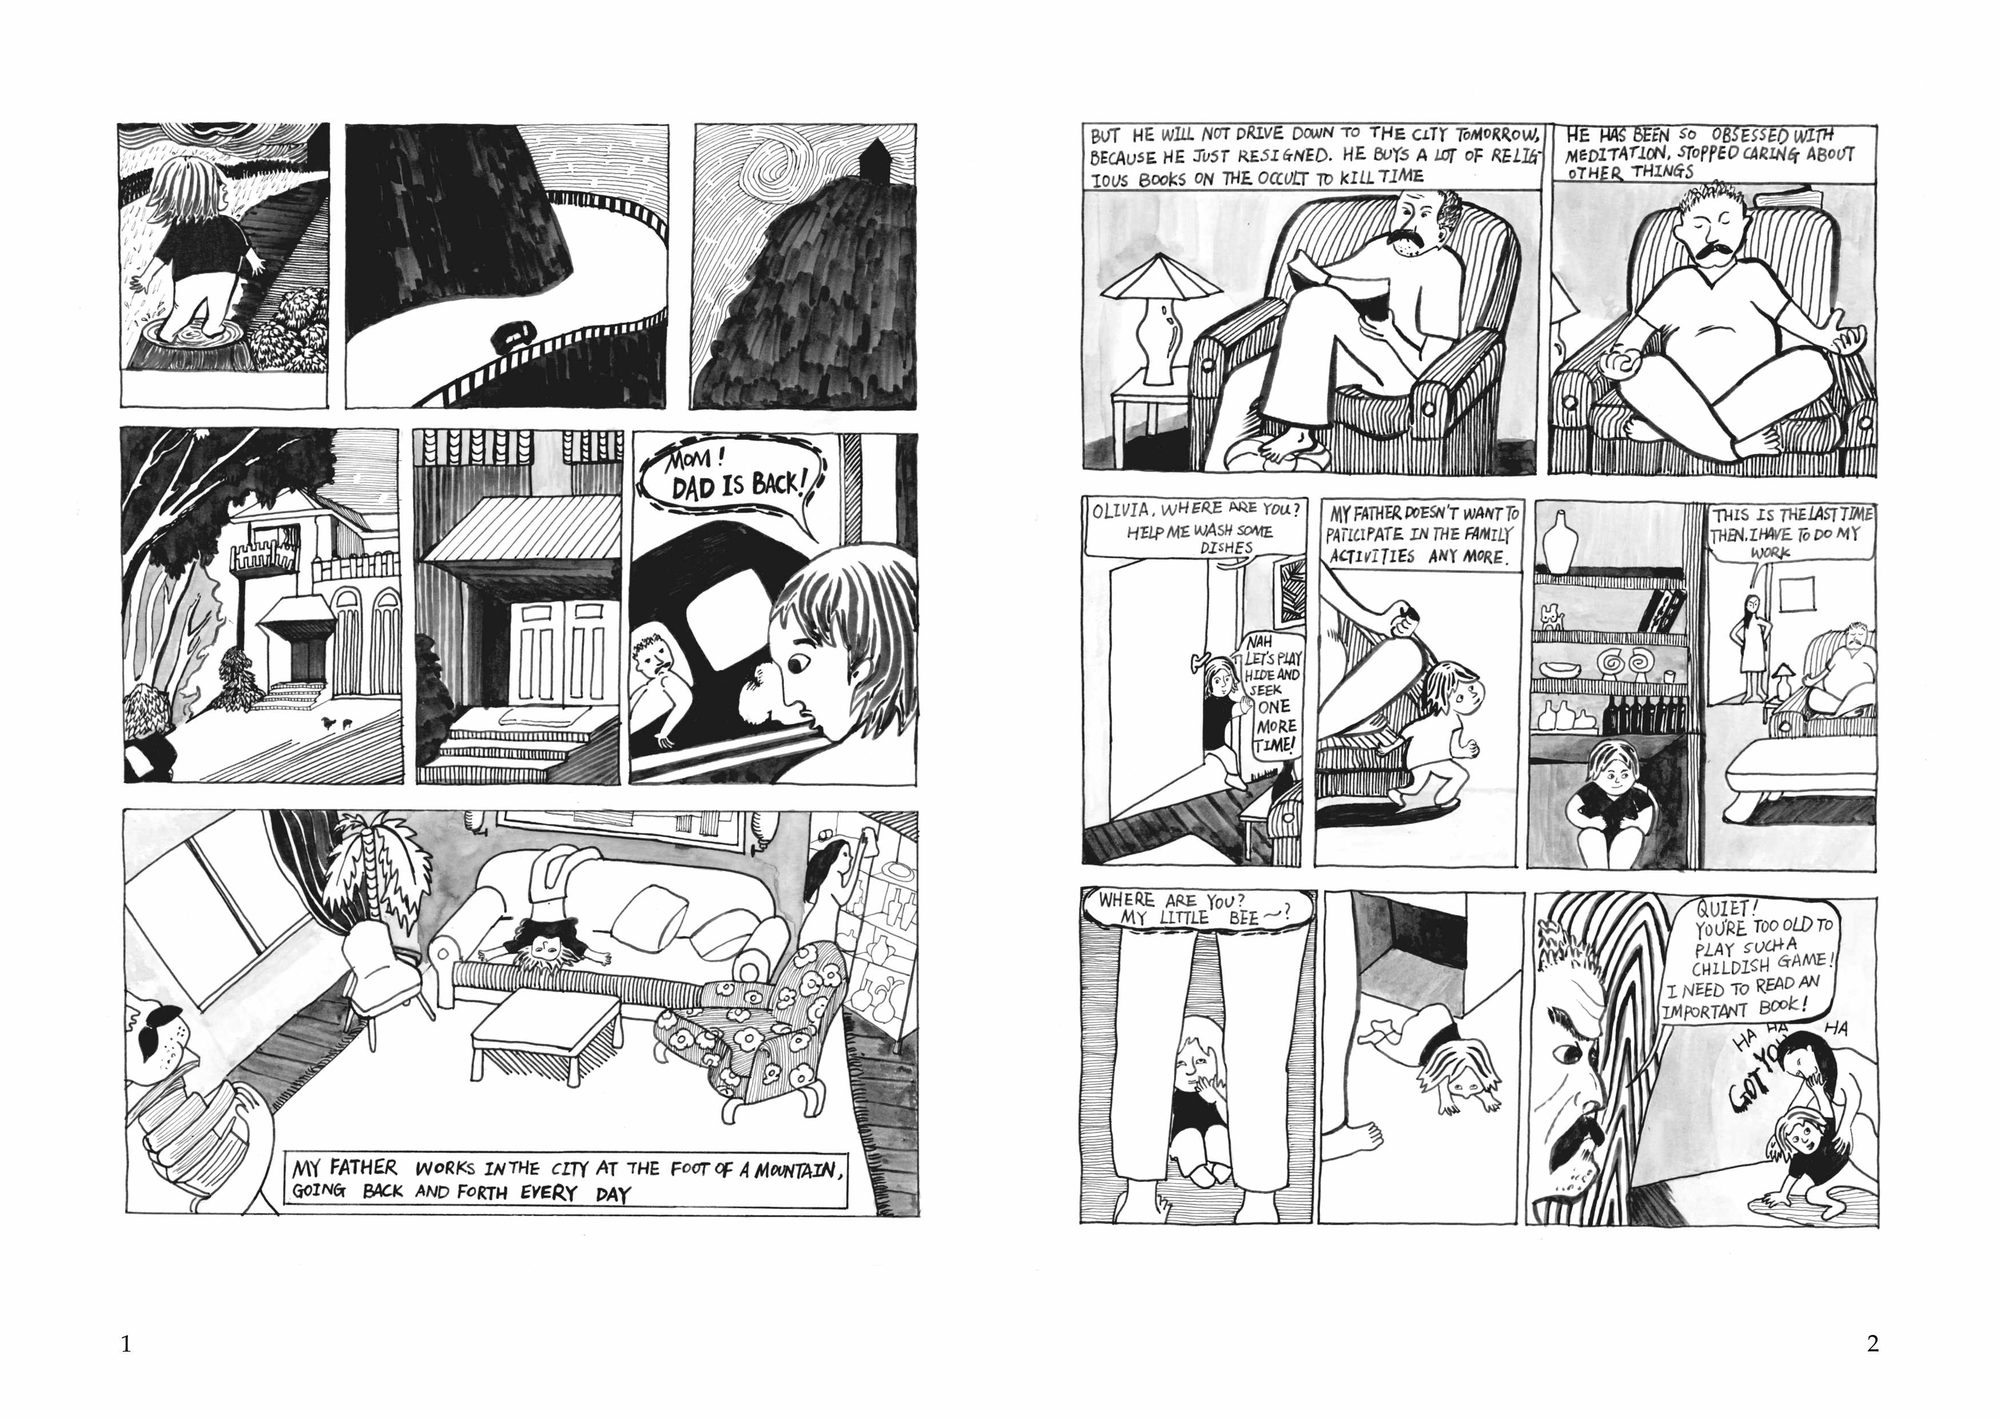 MOM!
DAD IS BACK!
MY FATHER WORKS IN THE CITY AT THE FOOT OF A MOUNTAIN,
GOING BACK AND FORTH EVERY DAY
1
BUT HE WILL NOT DRIVE DOWN TO THE CITY TOMORROW,
BECAUSE HE JUST RESIGNED. HE BUYS A LOT OF RELIG-
IOUS BOOKS ON THE OCCULT TO KILL TIME
HE HAS BEEN SO OBSESSED WITH
MEDITATION, STOPPED CARING ABOUT
OTHER THINGS
OLIVIA, WHERE ARE YOU?
HELP ME WASH SOME
DISHES
NAH
LET'S PLAY
HIDE AND
SEEK
ONE
MORE
TIME!
MY FATHER DOESN'T WANT TO
PATICIPATE IN THE FAMILY
ACTIVITIES ANY MORE.
THIS IS THE LAST TIME
THEN, I HAVE TO DO MY
WORK
WHERE ARE YOU?
MY LITTLE BEE~?
QUIET!
YOU'RE TOO OLD TO
PLAY SUCH A
CHILDISH GAME!
I NEED TO READ AN
IMPORTANT BOOK!
HA HA HA
GOT YOU
2